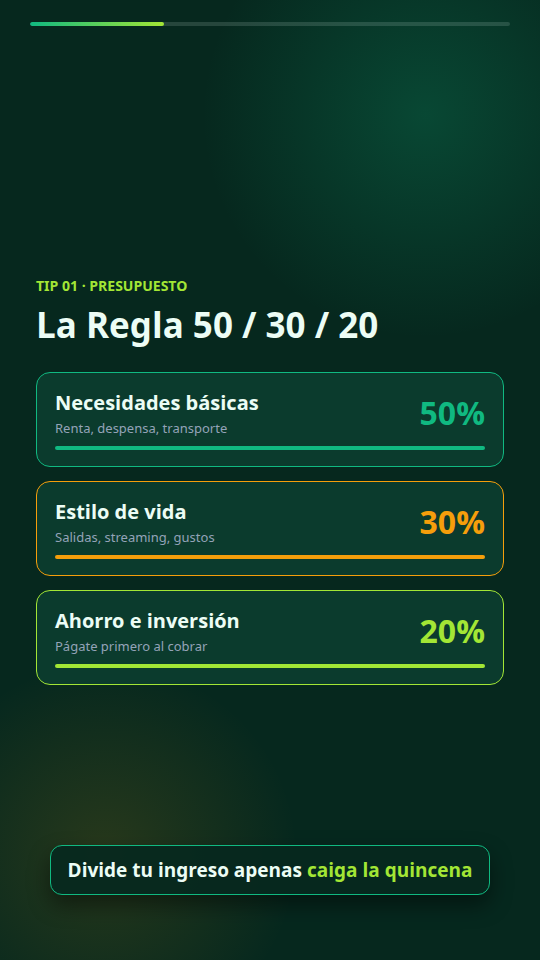 TIP 01 · PRESUPUESTO
La Regla 50 / 30 / 20
Necesidades básicas
50%
Renta, despensa, transporte
Estilo de vida
30%
Salidas, streaming, gustos
Ahorro e inversión
20%
Págate primero al cobrar
Divide tu ingreso apenas caiga la quincena